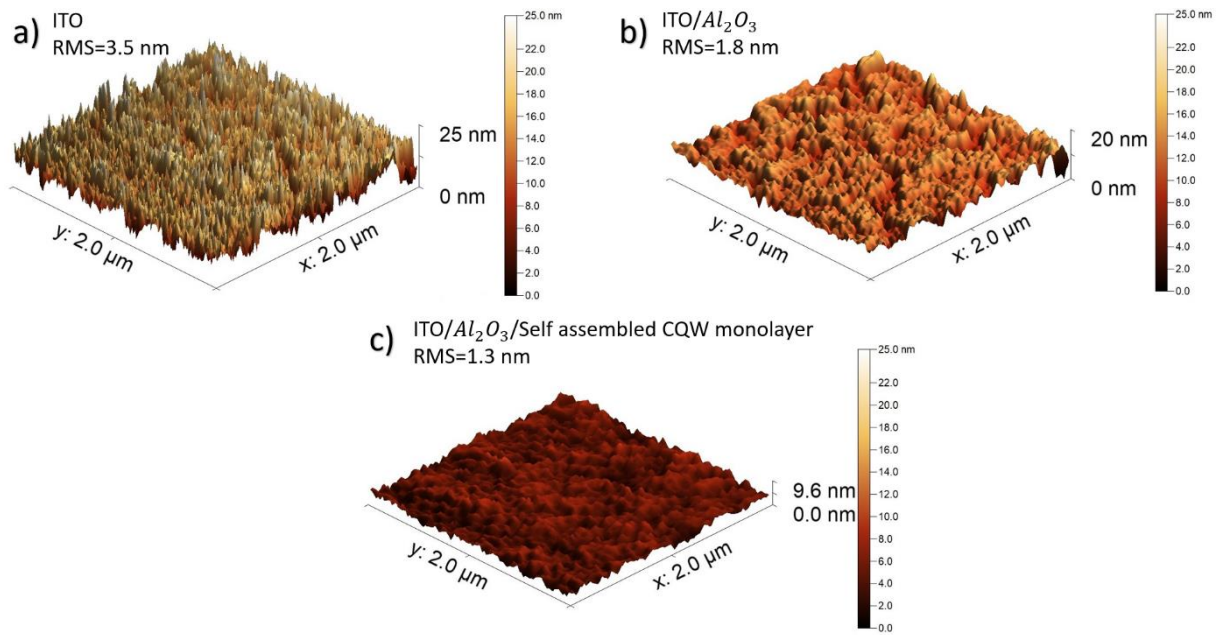 a) ITO
RMS=3.5 nm
25.0 nm
22.0
20.0
18.0
16.0
14.0
12.0
10.0
8.0
6.0
4.0
2.0
0.0
25 nm
0 nm
y: 2.0 µm
x: 2.0 µm
b) ITO/Al₂O₃
RMS=1.8 nm
25.0 nm
22.0
20.0
18.0
16.0
14.0
12.0
10.0
8.0
6.0
4.0
2.0
0.0
20 nm
0 nm
y: 2.0 µm
x: 2.0 µm
c) ITO/Al₂O₃/Self assembled CQW monolayer
RMS=1.3 nm
25.0 nm
22.0
20.0
18.0
16.0
14.0
12.0
10.0
8.0
6.0
4.0
2.0
0.0
9.6 nm
0.0 nm
y: 2.0 µm
x: 2.0 µm